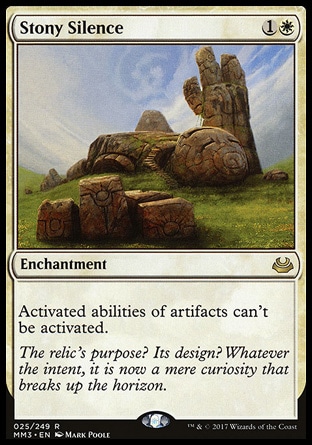 Stony Silence 1
Enchantment
Activated abilities of artifacts can't
be activated.
The relic's purpose? Its design? Whatever
the intent, it is now a mere curiosity that
breaks up the horizon.
025/249 R
MM3 • EN Mark Poole ™ & © 2017 Wizards of the Coast